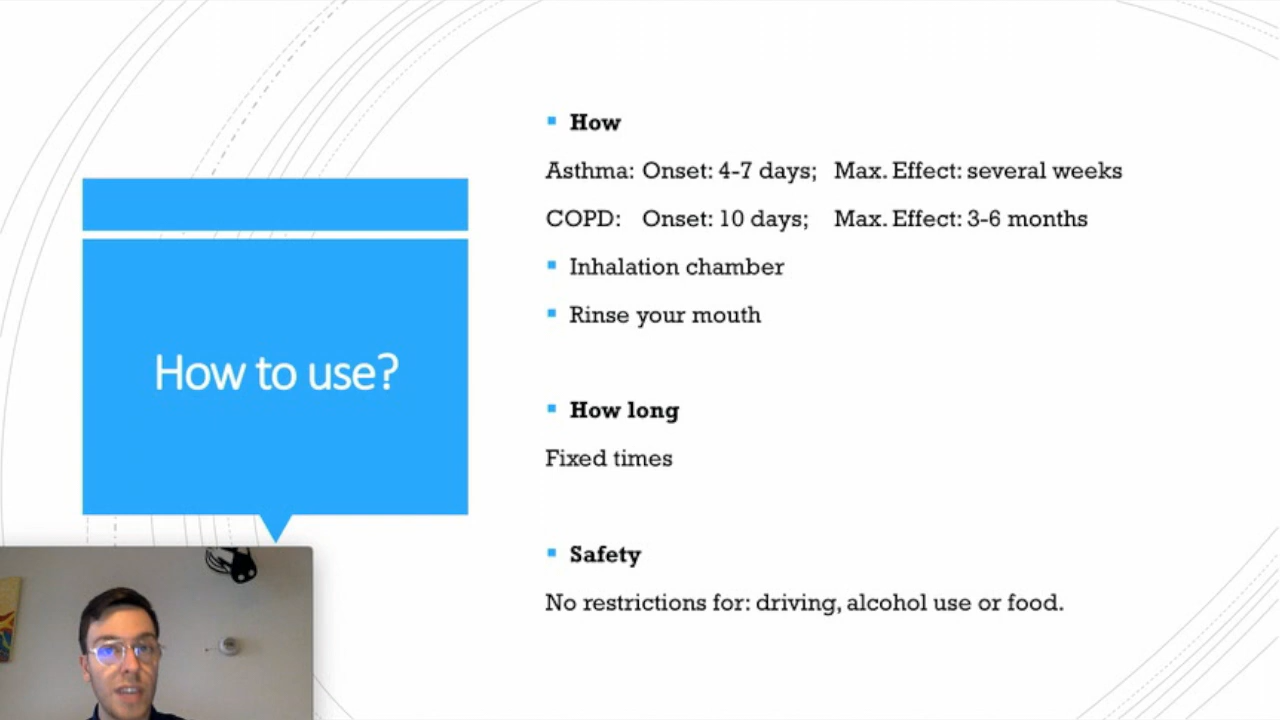 How to use?
How
Asthma: Onset: 4-7 days; Max. Effect: several weeks
COPD: Onset: 10 days; Max. Effect: 3-6 months
Inhalation chamber
Rinse your mouth
How long
Fixed times
Safety
No restrictions for: driving, alcohol use or food.